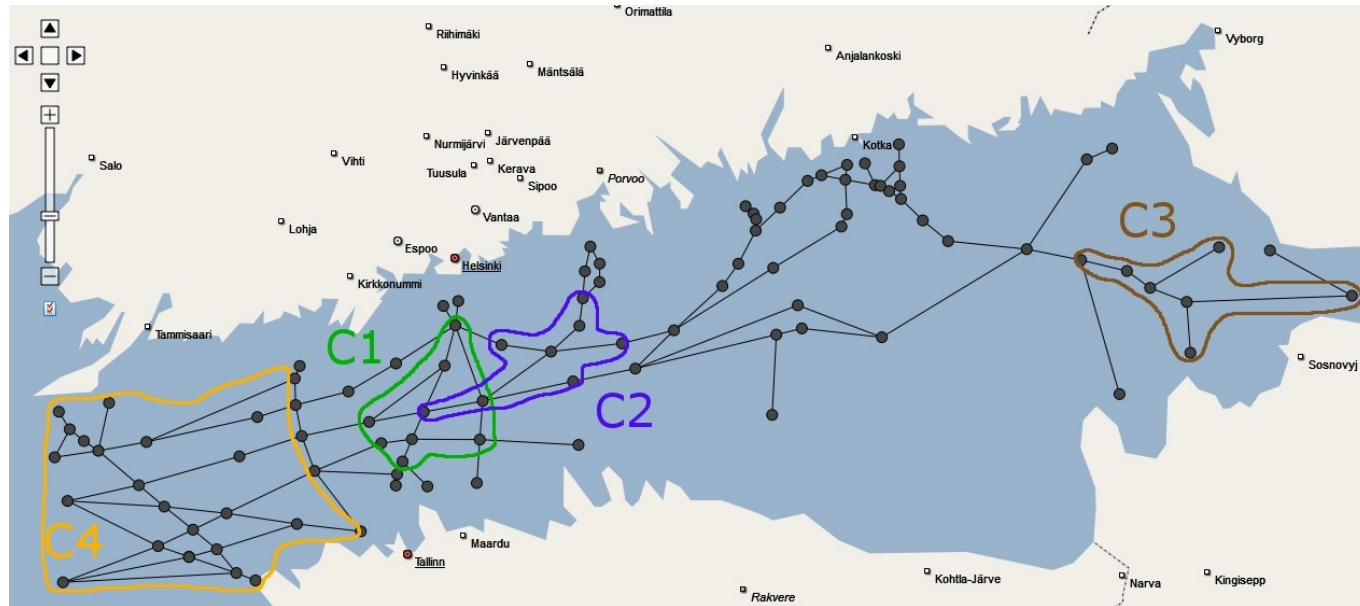 Orimattila
Riihimäki
Vyborg
Anjalankoski
Hyvinkää
Mäntsälä
Nurmijärvi
Järvenpää
Kotka
Salo
Vihti
Kerava
Tuusula
Sipoo
Porvoo
Vantaa
Lohja
Espoo
C3
Helsinki
Kirkkonummi
Tammisaari
C1
Sosnovyj
C2
C4
Maardu
Tallinn
Kohtla-Järve
Narva
Kingisepp
Rakvere